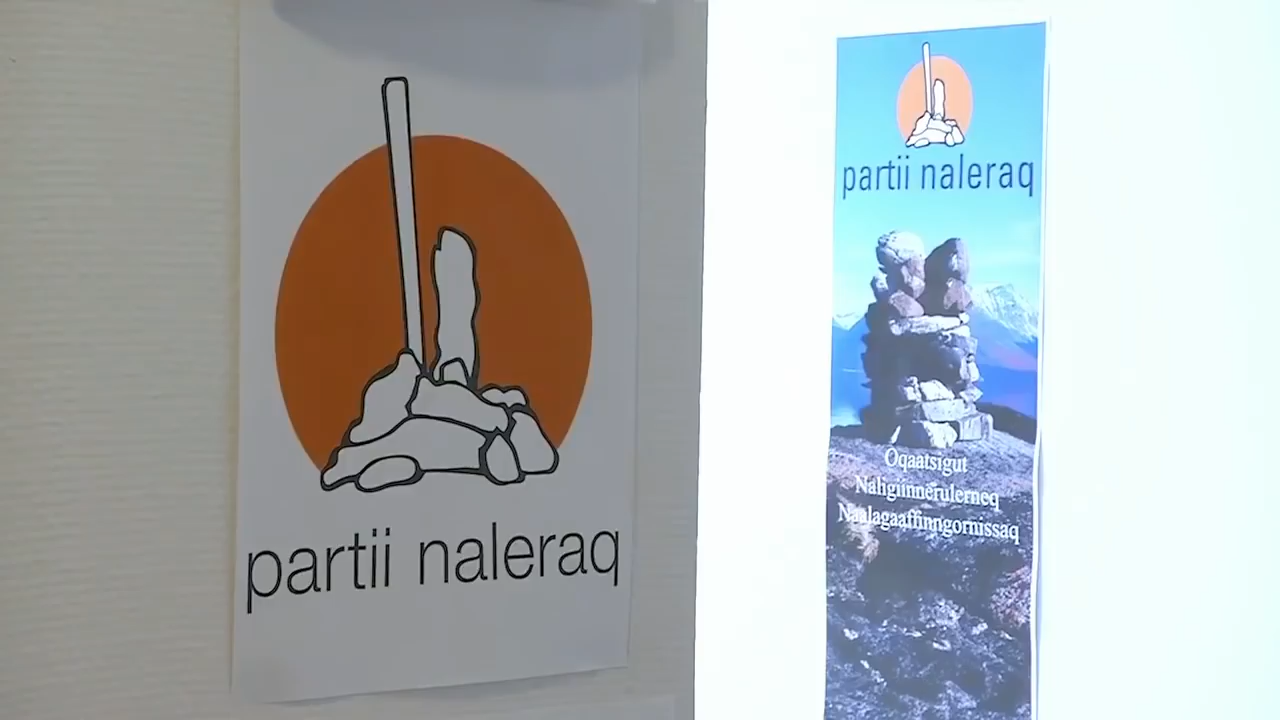 partii naleraq
partii naleraq
Oqaatsigut
Naligiinnerulerneq
Naalagaaffinngornissaq